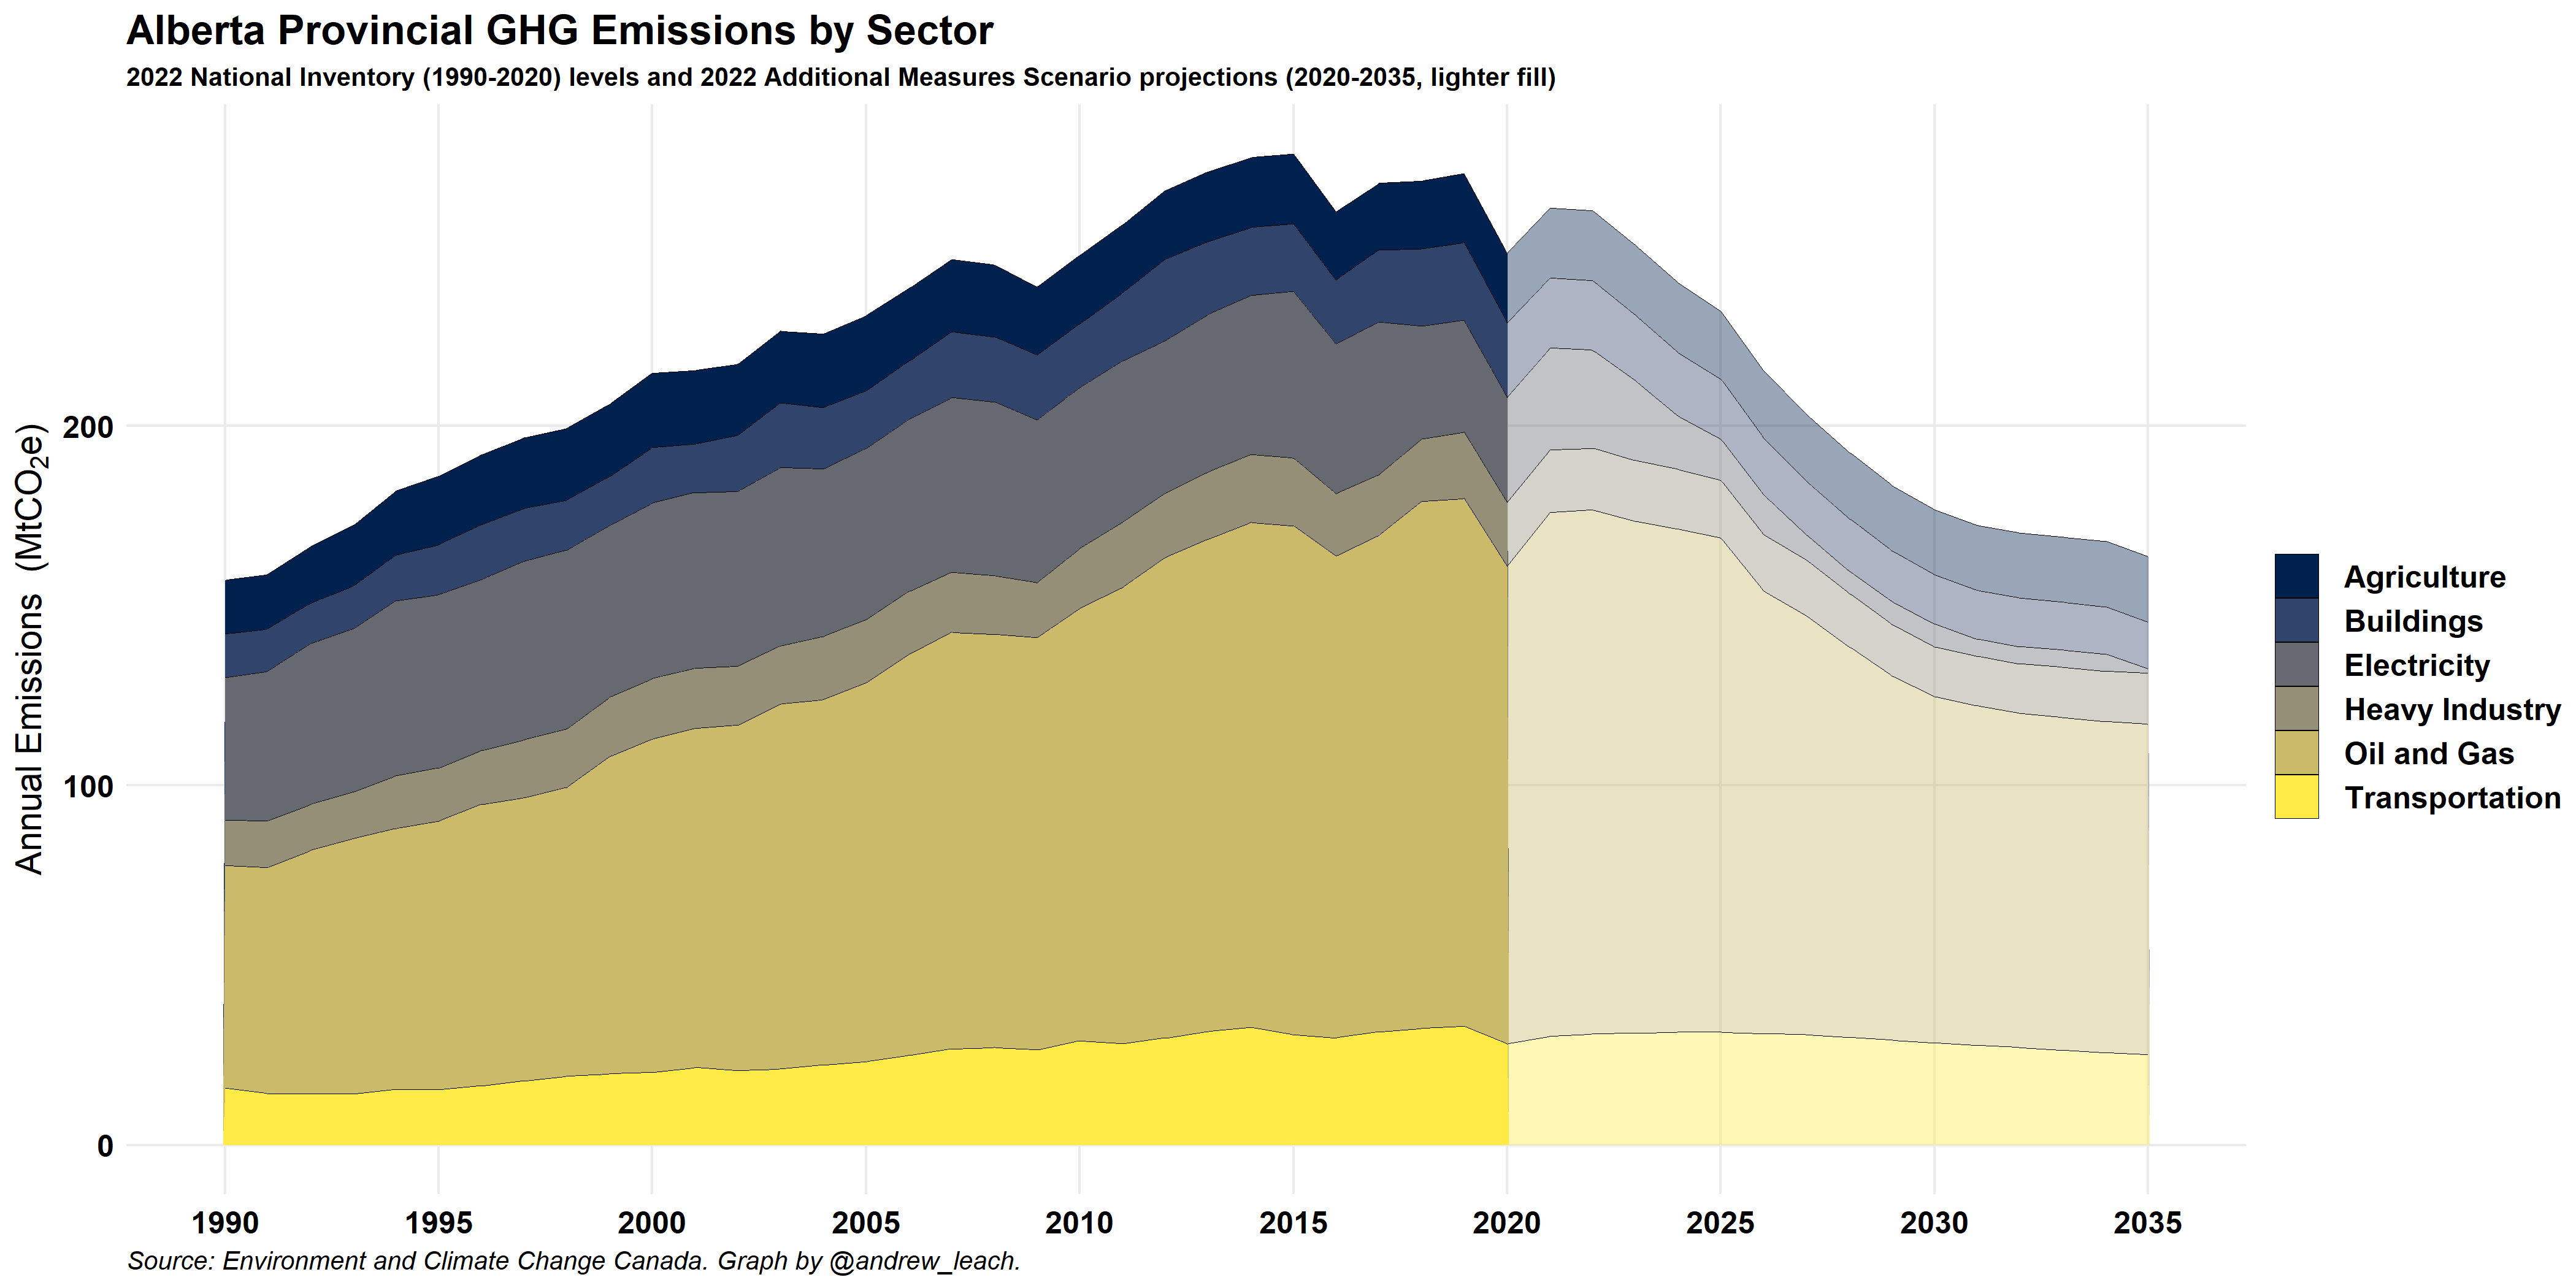 Alberta Provincial GHG Emissions by Sector
2022 National Inventory (1990-2020) levels and 2022 Additional Measures Scenario projections (2020-2035, lighter fill)
Annual Emissions (MtCO₂e)
200
100
0
1990 1995 2000 2005 2010 2015 2020 2025 2030 2035
Agriculture
Buildings
Electricity
Heavy Industry
Oil and Gas
Transportation
Source: Environment and Climate Change Canada. Graph by @andrew_leach.